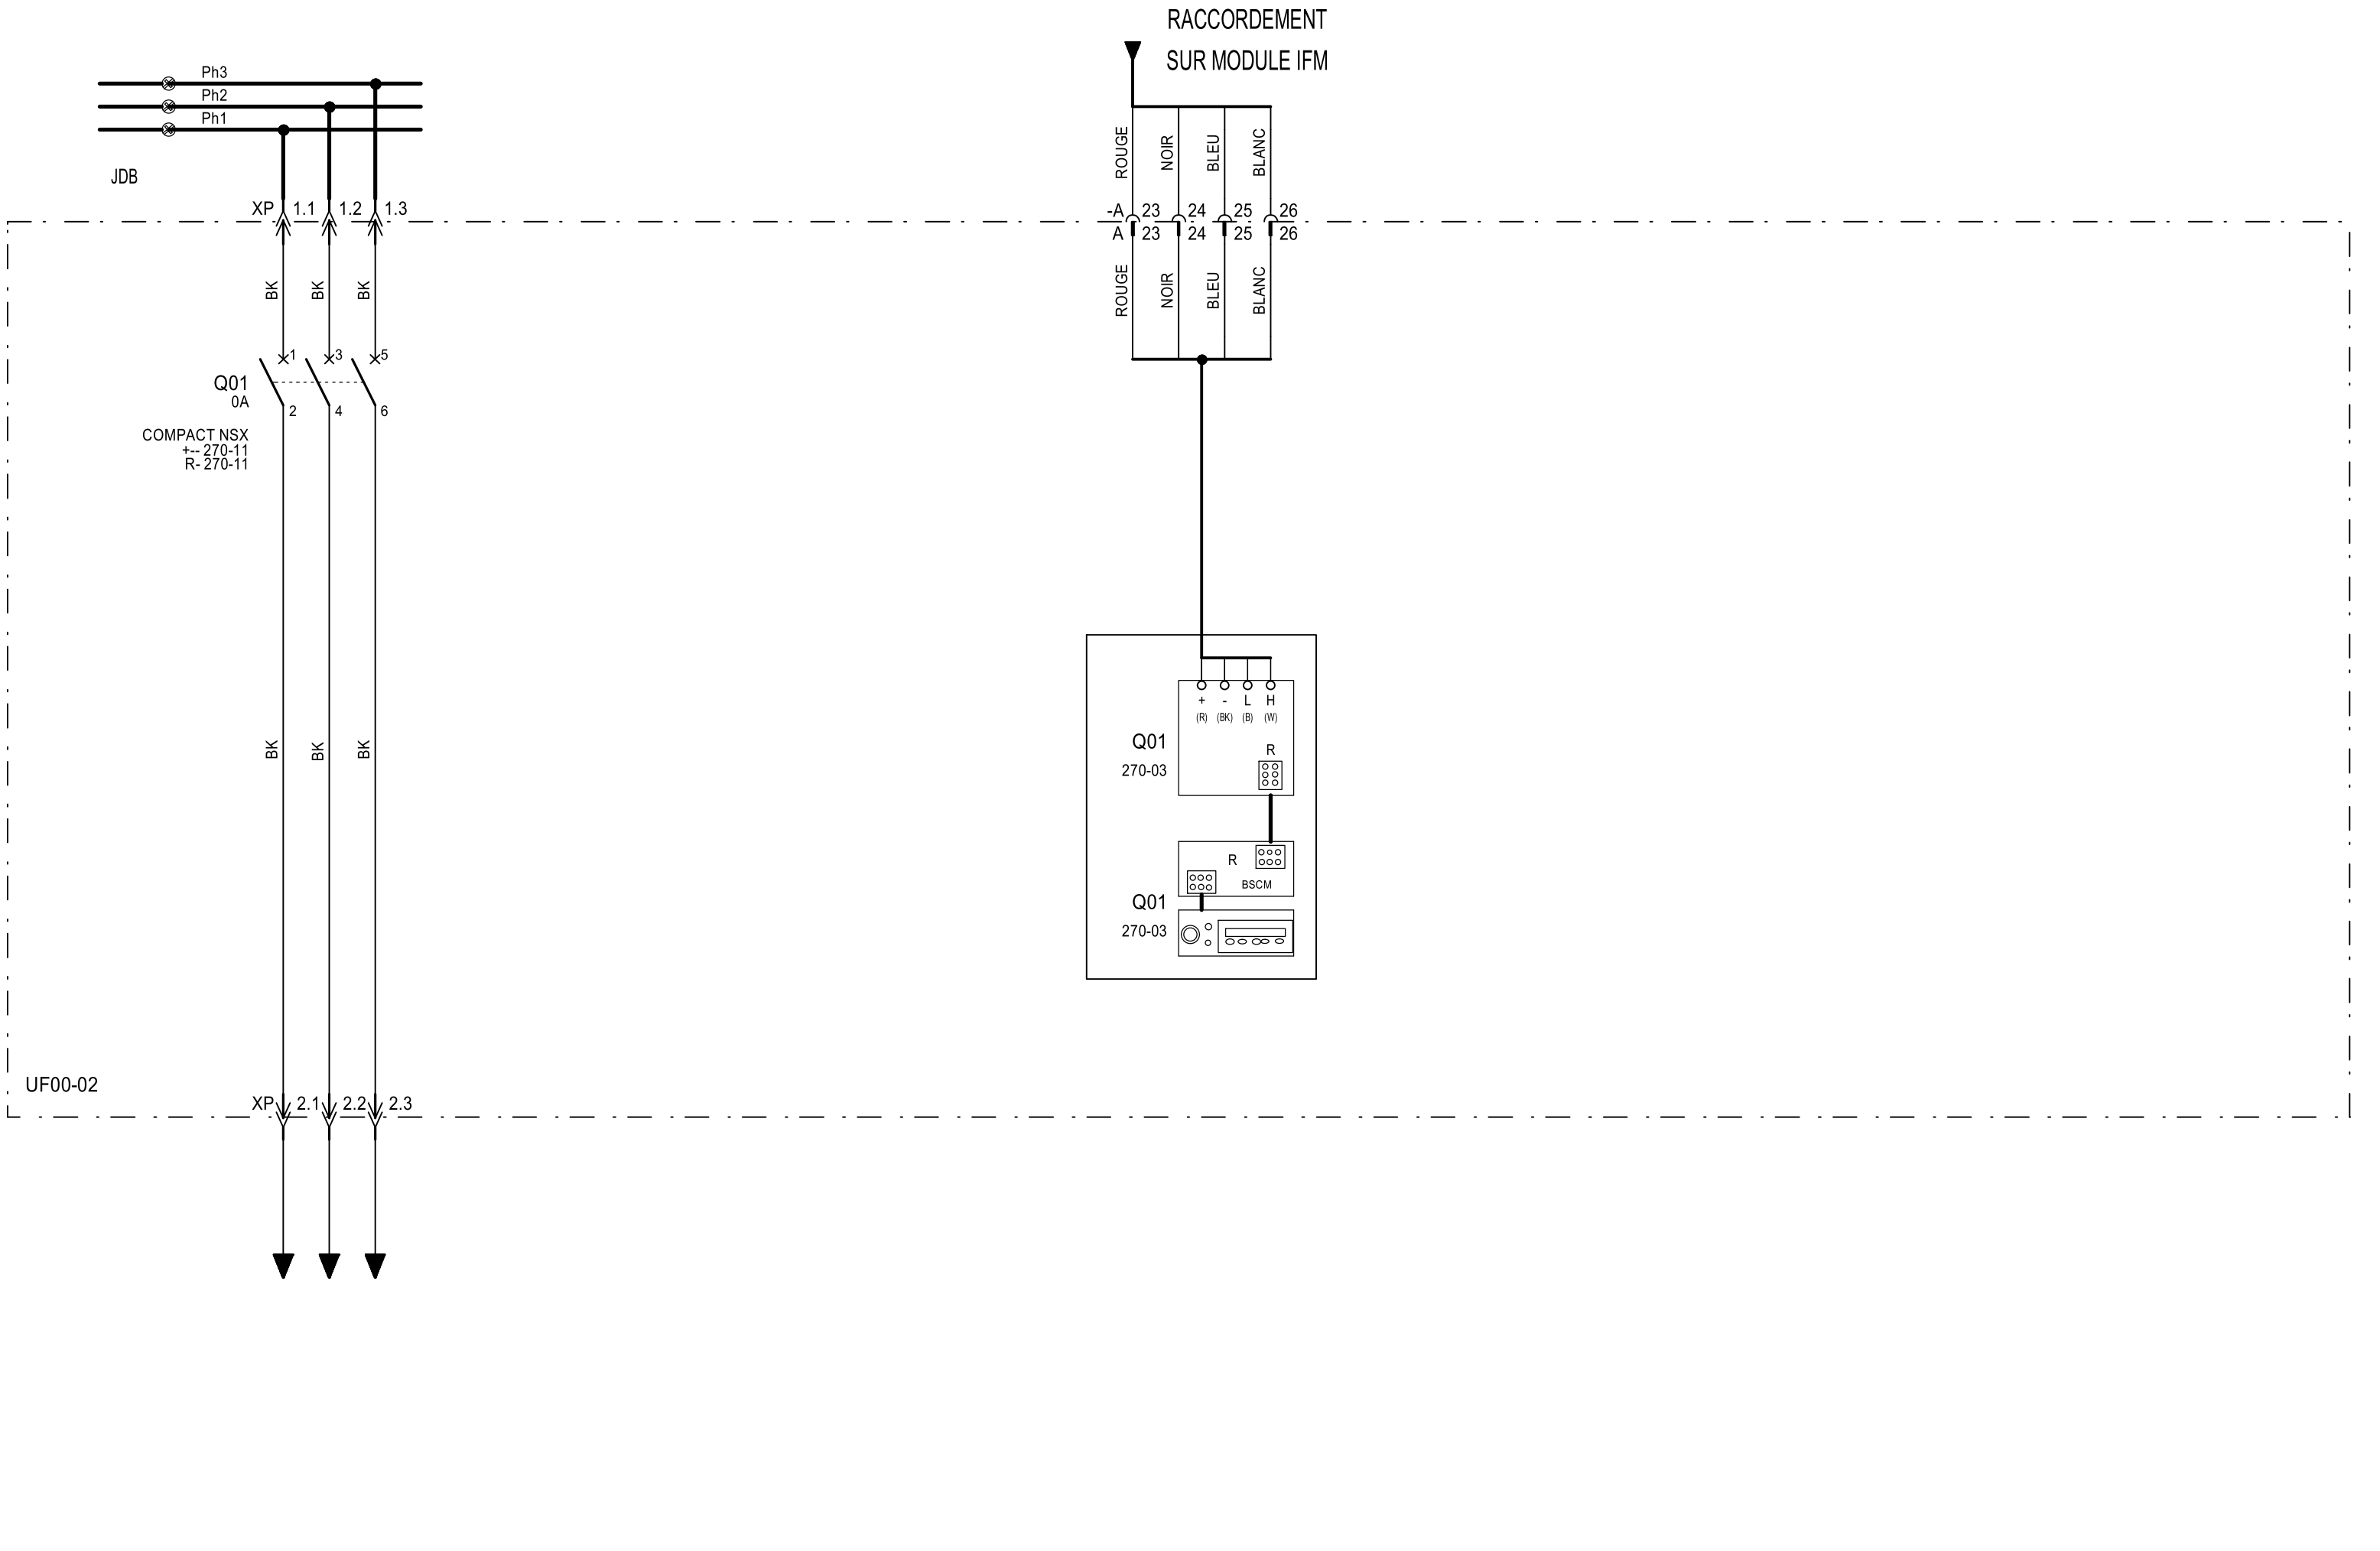 RACCORDEMENT
SUR MODULE IFM
Ph3
Ph2
Ph1
JDB
XP 1.1 1.2 1.3
ROUGE NOIR BLEU BLANC
-A 23 24 25 26
A 23 24 25 26
BK BK BK
ROUGE NOIR BLEU BLANC
1 3 5
Q01
0A
2 4 6
COMPACT NSX
+-- 270-11
R- 270-11
+ - L H
(R) (BK) (B) (W)
Q01
R
270-03
BK BK BK
R
BSCM
Q01
270-03
UF00-02
XP 2.1 2.2 2.3